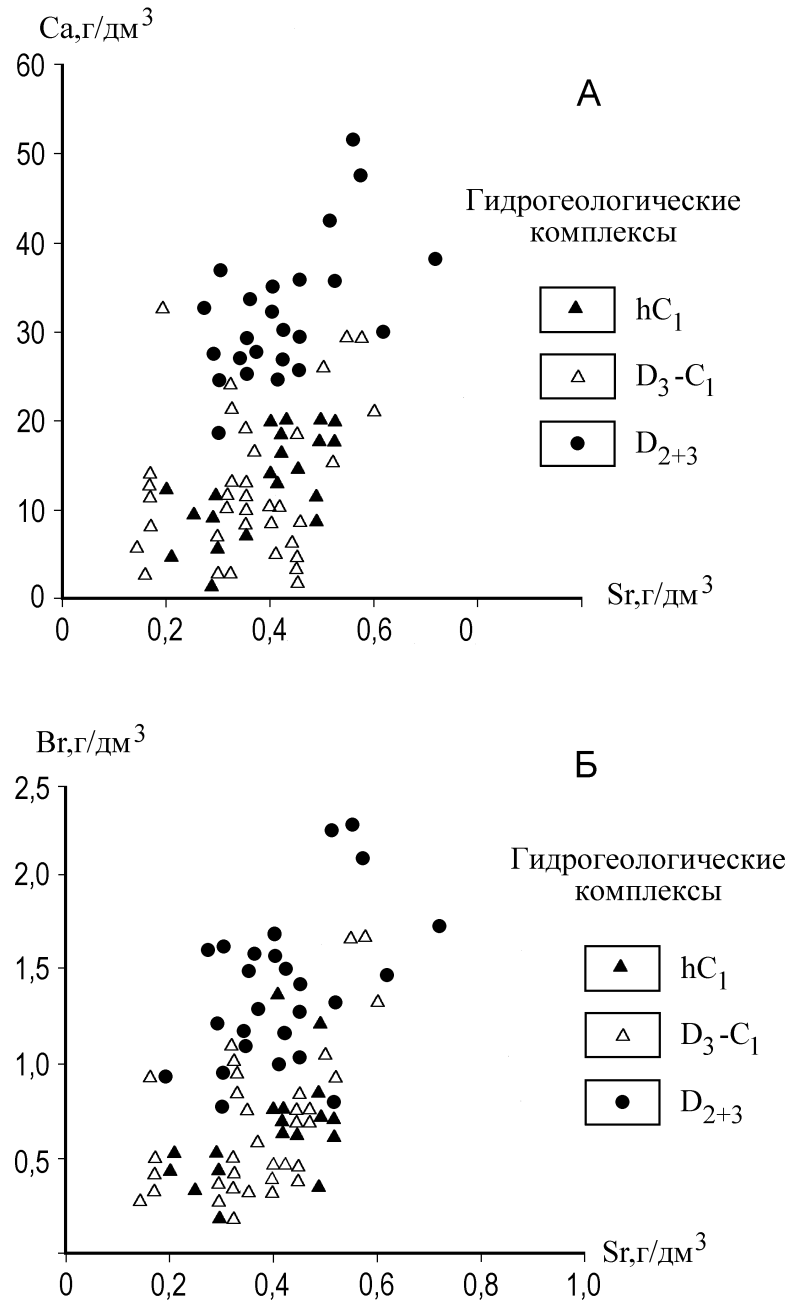 Ca,г/дм³
60
А
50
Гидрогеологические
комплексы
40
hC₁
30
D₃-C₁
20
D₂₊₃
10
0
Sr,г/дм³
0 0,2 0,4 0,6 0
Br,г/дм³
Б
2,5
Гидрогеологические
2,0
комплексы
1,5
hC₁
1,0
D₃-C₁
D₂₊₃
0,5
Sr,г/дм³
0 0,2 0,4 0,6 0,8 1,0